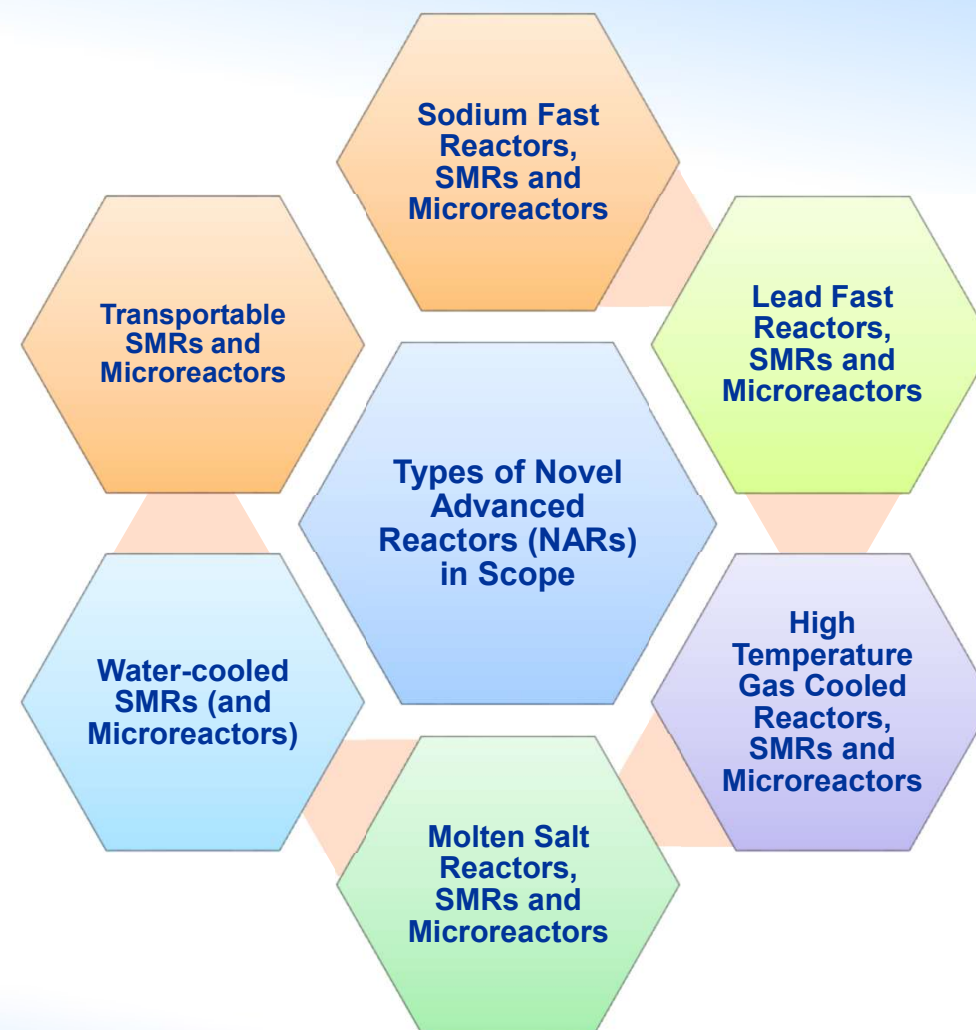 Sodium Fast
Reactors,
SMRs and
Microreactors
Transportable
SMRs and
Microreactors
Lead Fast
Reactors,
SMRs and
Microreactors
Types of Novel
Advanced
Reactors (NARs)
in Scope
Water-cooled
SMRs (and
Microreactors)
High
Temperature
Gas Cooled
Reactors,
SMRs and
Microreactors
Molten Salt
Reactors,
SMRs and
Microreactors